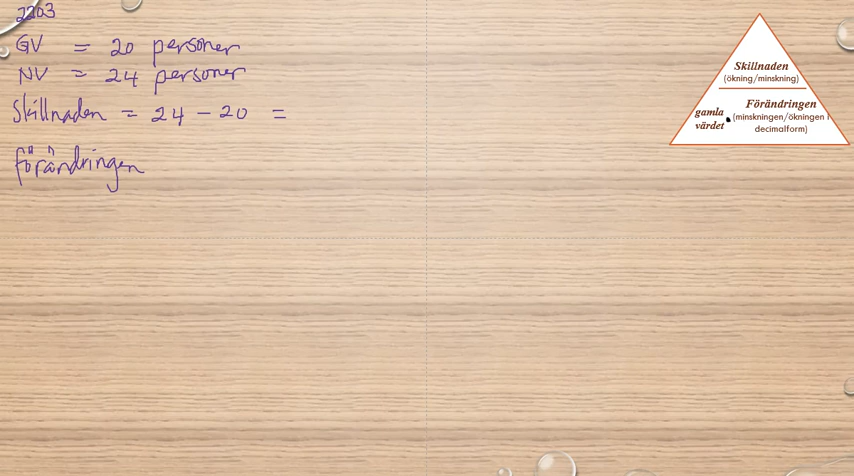 2203
GV = 20 personer
NV = 24 personer
Skillnaden = 24 - 20 =
förändringen
Skillnaden
(ökning/minskning)
gamla värdet
Förändringen
(minskningen/ökningen i
decimalform)